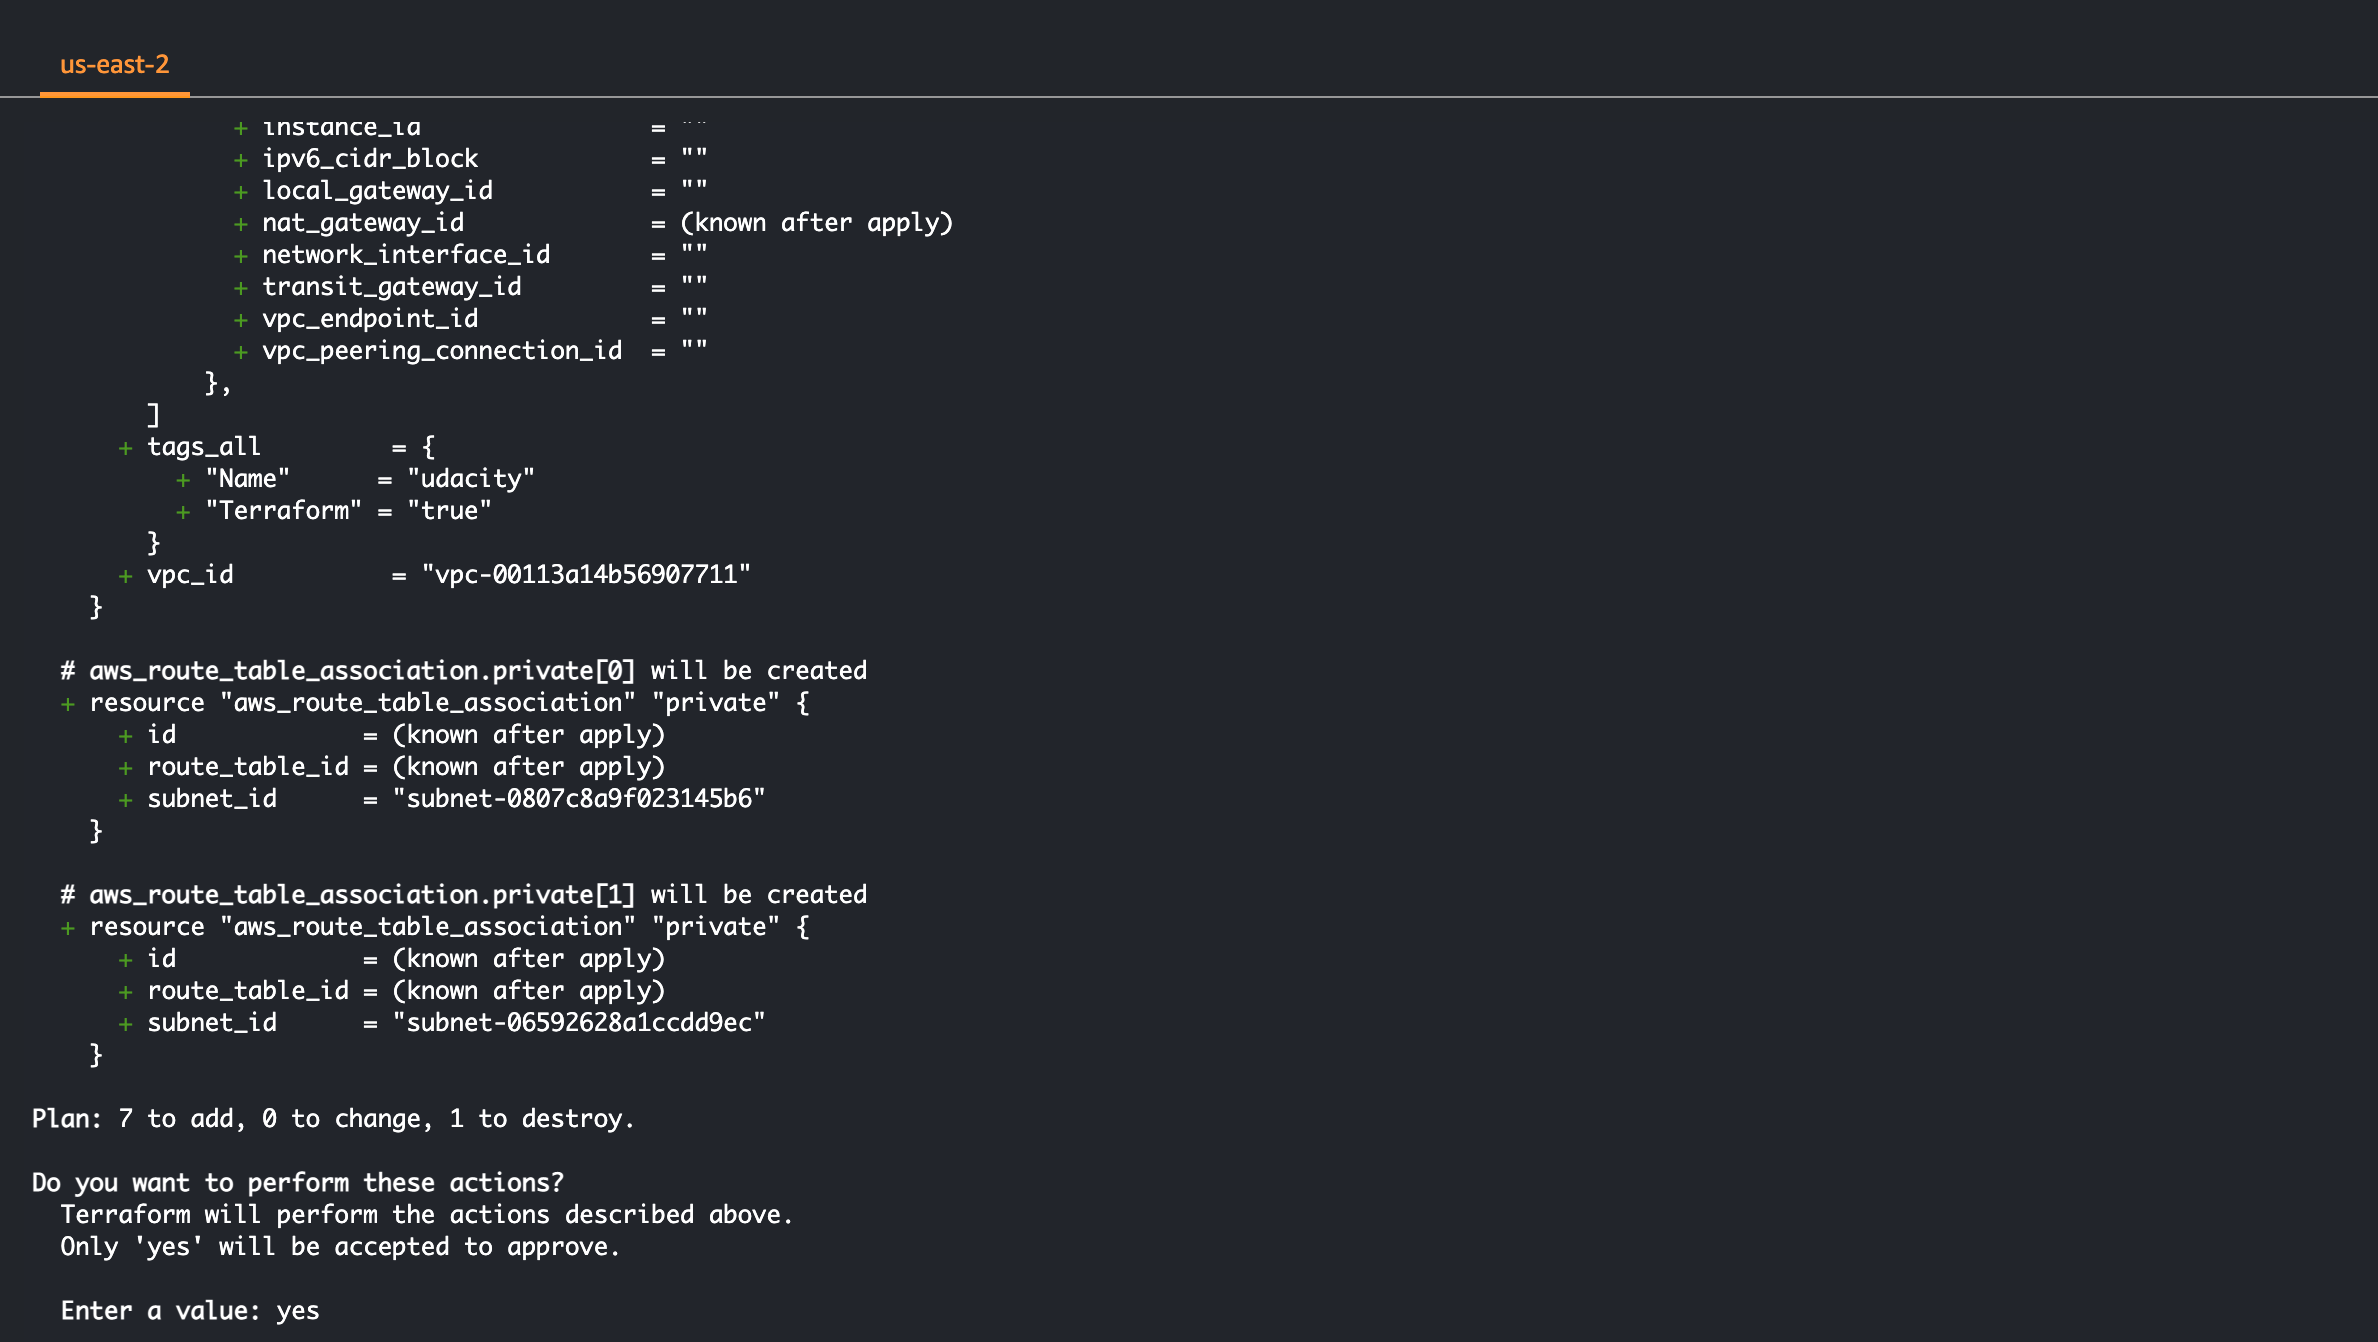 us-east-2
+ instance_id = ""
+ ipv6_cidr_block = ""
+ local_gateway_id = ""
+ nat_gateway_id = (known after apply)
+ network_interface_id = ""
+ transit_gateway_id = ""
+ vpc_endpoint_id = ""
+ vpc_peering_connection_id = ""
},
]
+ tags_all = {
+ "Name" = "udacity"
+ "Terraform" = "true"
}
+ vpc_id = "vpc-00113a14b56907711"
}
# aws_route_table_association.private[0] will be created
+ resource "aws_route_table_association" "private" {
+ id = (known after apply)
+ route_table_id = (known after apply)
+ subnet_id = "subnet-0807c8a9f023145b6"
}
# aws_route_table_association.private[1] will be created
+ resource "aws_route_table_association" "private" {
+ id = (known after apply)
+ route_table_id = (known after apply)
+ subnet_id = "subnet-06592628a1ccdd9ec"
}
Plan: 7 to add, 0 to change, 1 to destroy.
Do you want to perform these actions?
Terraform will perform the actions described above.
Only 'yes' will be accepted to approve.
Enter a value: yes